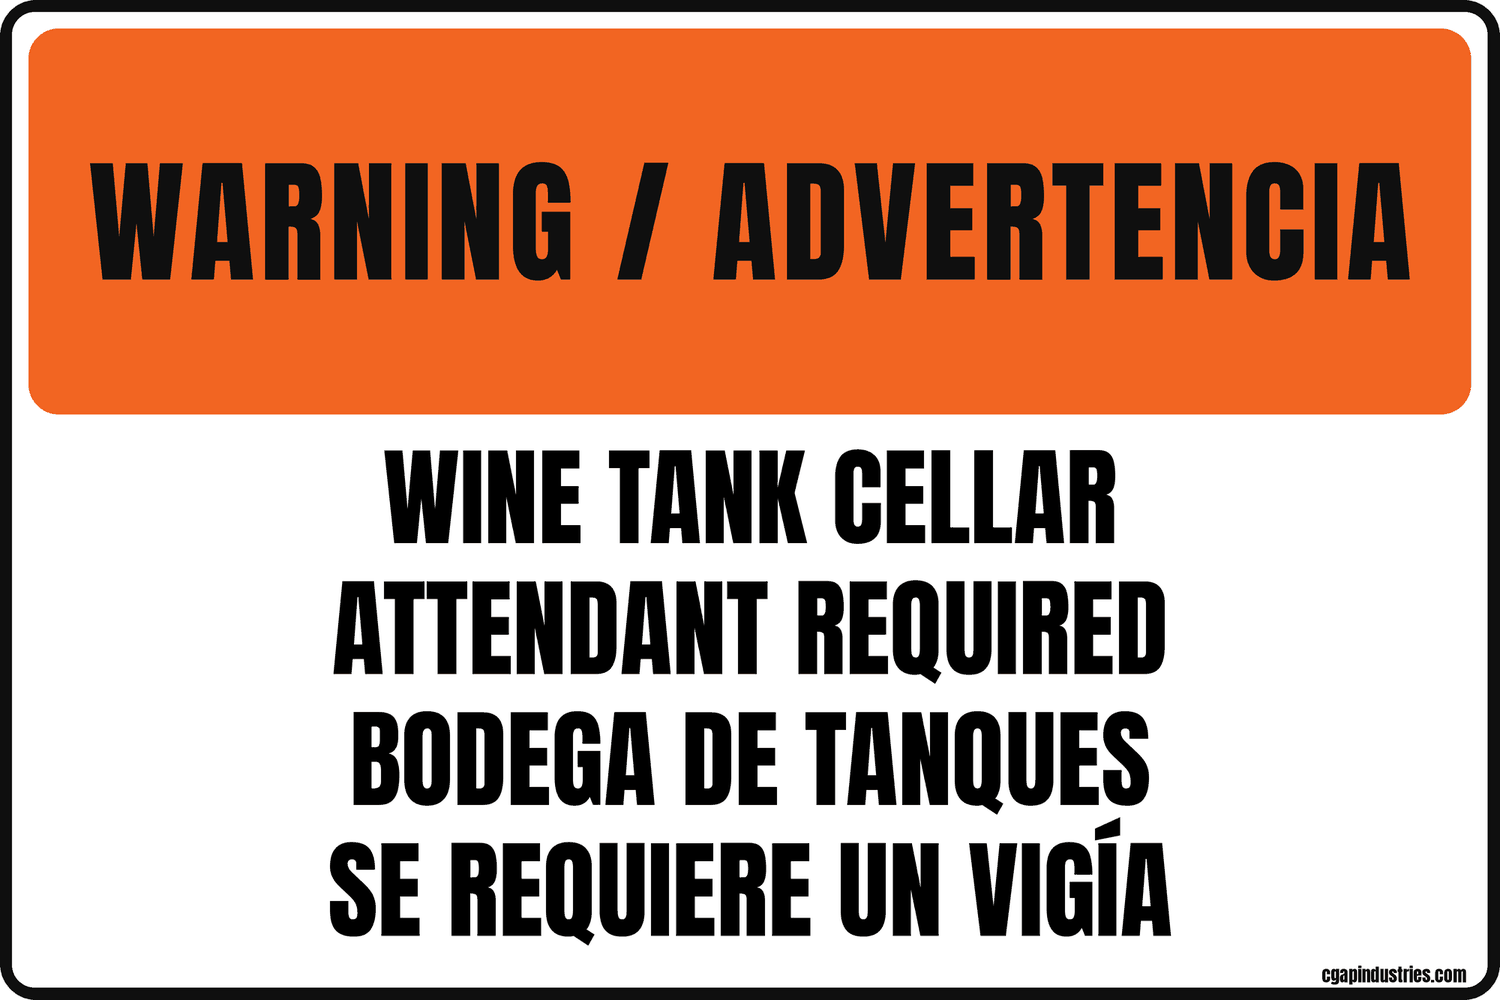 WARNING / ADVERTENCIA
WINE TANK CELLAR
ATTENDANT REQUIRED
BODEGA DE TANQUES
SE REQUIERE UN VIGÍA
cgapindustries.com